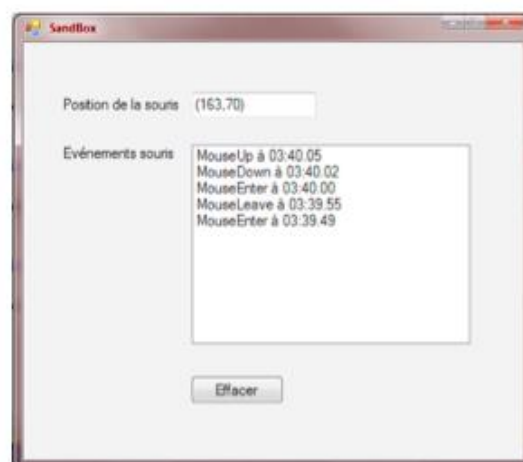 SandBox
Position de la souris (163,70)
Evénements souris
MouseUp à 03:40.05
MouseDown à 03:40.02
MouseEnter à 03:40.00
MouseLeave à 03:39.55
MouseEnter à 03:39.49
Effacer